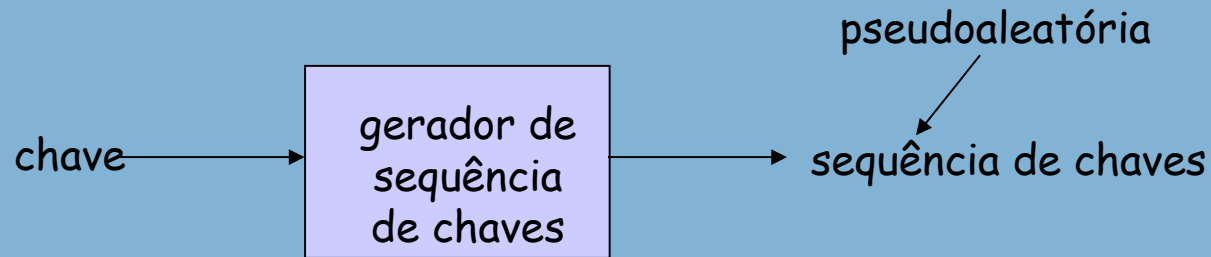 pseudoaleatória
chave
gerador de
sequência
de chaves
sequência de chaves